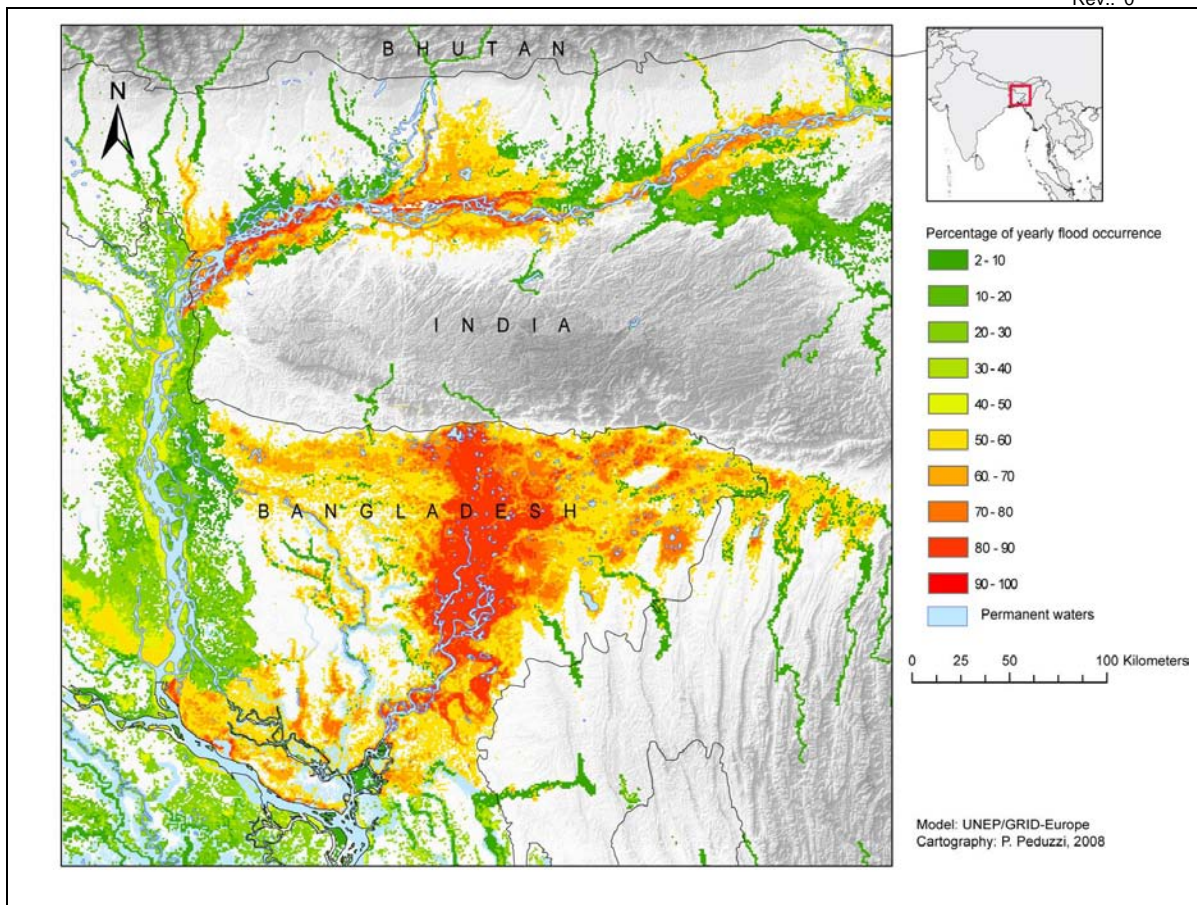 Rev.: 0
B H U T A N
N
I N D I A
B A N G L A D E S H
Percentage of yearly flood occurrence
2 - 10
10 - 20
20 - 30
30 - 40
40 - 50
50 - 60
60 - 70
70 - 80
80 - 90
90 - 100
Permanent waters
0 25 50 100 Kilometers
Model: UNEP/GRID-Europe
Cartography: P. Peduzzi, 2008